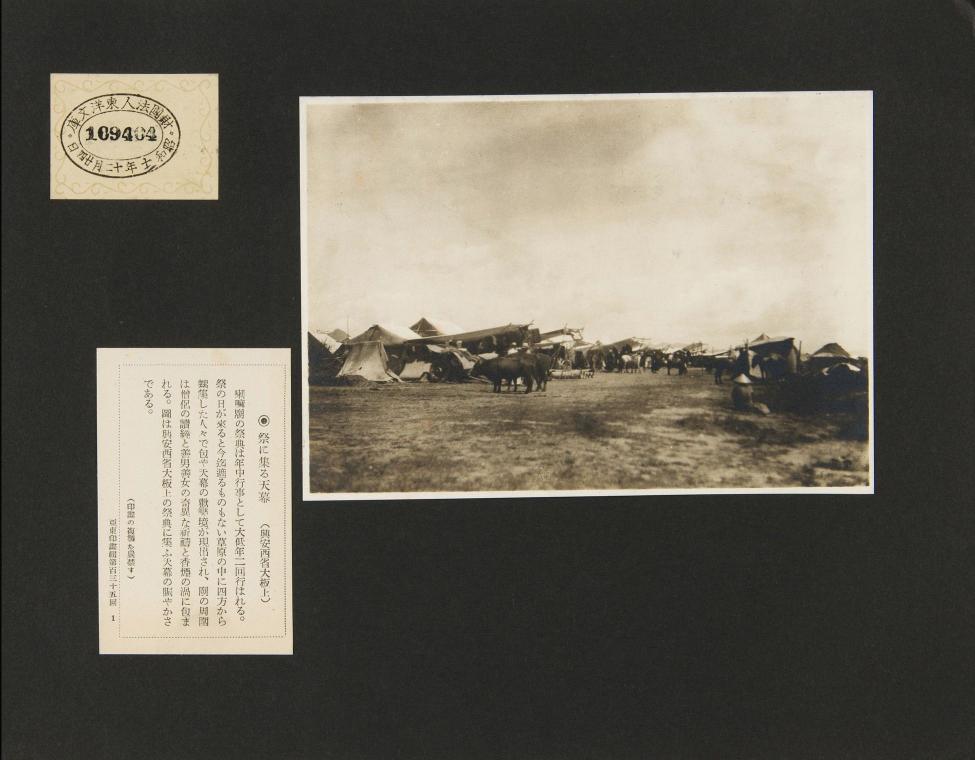 財團法人東洋文庫
109404
昭和十年十二月廿四日
◉ 祭に集る天幕 （興安西省大板上）
喇嘛廟の祭典は年中行事として大低年二回行はれる。
祭の日が來ると今迄遮るものもない草原の中に四方から
蝟集した人々で包や天幕の歡樂境が現出され、廟の周圍
は僧侶の讀經と善男善女の奇異な祈禱と香煙の渦に包ま
れる。圖は興安西省大板上の祭典に集ふ天幕の賑やかさ
である。
（印畫の複製を嚴禁す）
亞東印畫輯第百三十五回 1